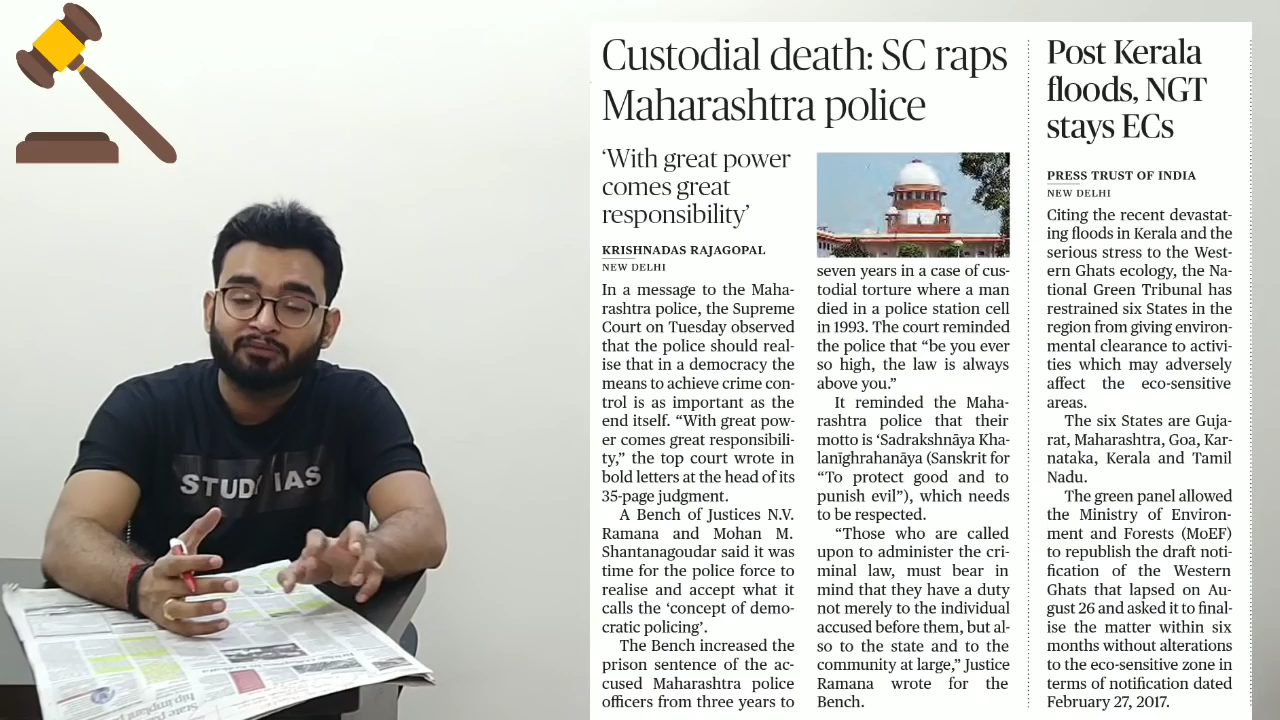 STUDY IAS
Custodial death: SC raps
Maharashtra police
‘With great power
comes great
responsibility’
KRISHNADAS RAJAGOPAL
NEW DELHI
In a message to the Maha-
rashtra police, the Supreme
Court on Tuesday observed
that the police should real-
ise that in a democracy the
means to achieve crime con-
trol is as important as the
end itself. “With great pow-
er comes great responsibili-
ty,” the top court wrote in
bold letters at the head of its
35-page judgment.
A Bench of Justices N.V.
Ramana and Mohan M.
Shantanagoudar said it was
time for the police force to
realise and accept what it
calls the ‘concept of demo-
cratic policing’.
The Bench increased the
prison sentence of the ac-
cused Maharashtra police
officers from three years to
seven years in a case of cus-
todial torture where a man
died in a police station cell
in 1993. The court reminded
the police that “be you ever
so high, the law is always
above you.”
It reminded the Maha-
rashtra police that their
motto is ‘Sadrakshnāya Kha-
lanīghrahanāya (Sanskrit for
“To protect good and to
punish evil”), which needs
to be respected.
“Those who are called
upon to administer the cri-
minal law, must bear in
mind that they have a duty
not merely to the individual
accused before them, but al-
so to the state and to the
community at large,” Justice
Ramana wrote for the
Bench.
Post Kerala
floods, NGT
stays ECs
PRESS TRUST OF INDIA
NEW DELHI
Citing the recent devastat-
ing floods in Kerala and the
serious stress to the West-
ern Ghats ecology, the Na-
tional Green Tribunal has
restrained six States in the
region from giving environ-
mental clearance to activi-
ties which may adversely
affect the eco-sensitive
areas.
The six States are Guja-
rat, Maharashtra, Goa, Kar-
nataka, Kerala and Tamil
Nadu.
The green panel allowed
the Ministry of Environ-
ment and Forests (MoEF)
to republish the draft noti-
fication of the Western
Ghats that lapsed on Au-
gust 26 and asked it to final-
ise the matter within six
months without alterations
to the eco-sensitive zone in
terms of notification dated
February 27, 2017.